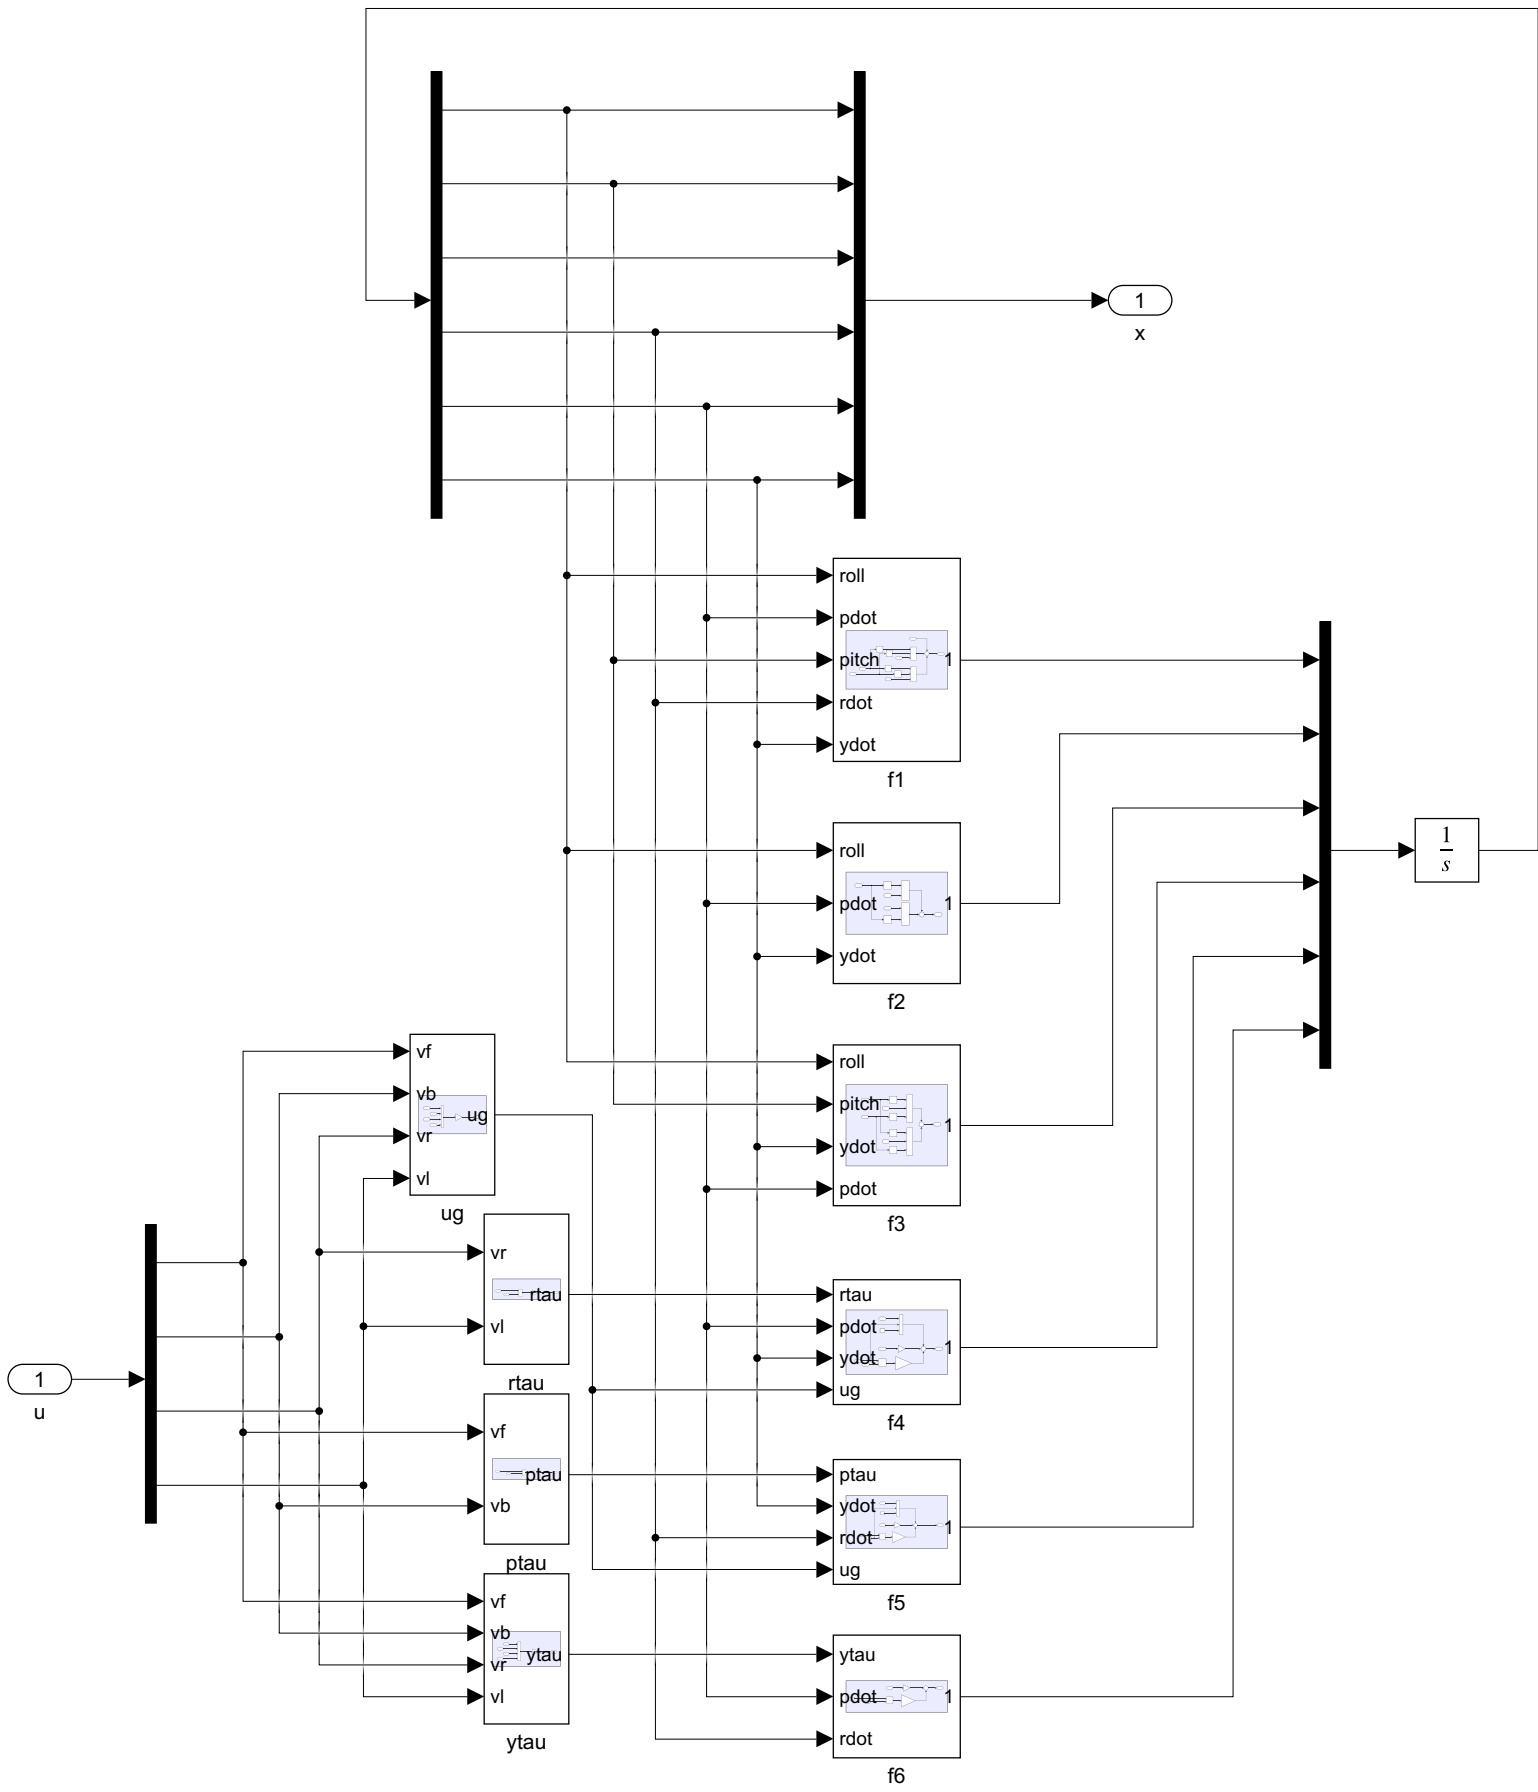 1
x
roll
pdot
pitch
1
rdot
ydot
f1
roll
pdot
1
ydot
f2
1
s
vf
vb
ug
vr
vl
ug
roll
pitch
1
ydot
pdot
f3
vr
rtau
vl
rtau
rtau
pdot
1
ydot
ug
f4
1
u
vf
ptau
vb
ptau
ptau
ydot
1
rdot
ug
f5
vf
vb
ytau
vr
vl
ytau
ytau
pdot
1
rdot
f6